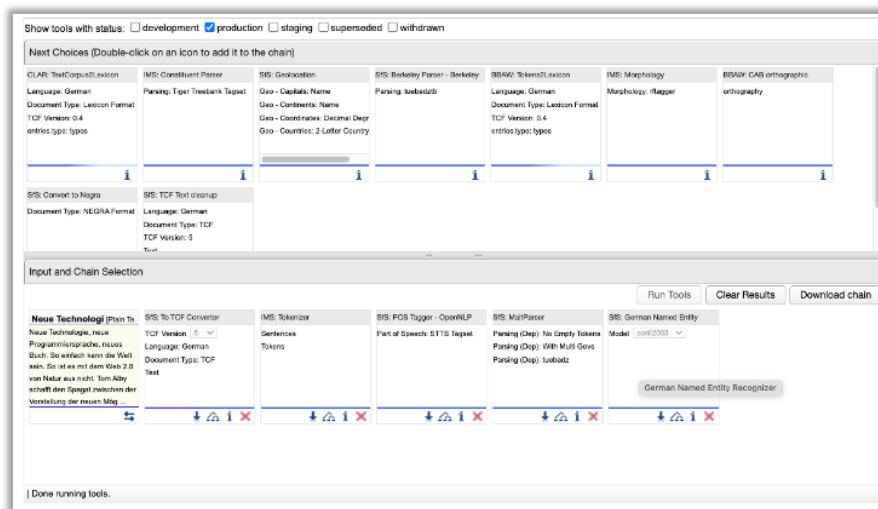 Show tools with status: development production staging superseded withdrawn
Next Choices (Double-click on an icon to add it to the chain)
CLAR: TextCorpus2Lexicon
Language: German
Document Type: Lexicon Format
TCF Version: 0.4
entries.type: types
IMS: Constituent Parser
Parsing: Tiger Treebank Tagset
SfS: Geolocation
Geo - Capitals: Name
Geo - Continents: Name
Geo - Coordinates: Decimal Degr
Geo - Countries: 2-Letter Country
SfS: Berkeley Parser - Berkeley
Parsing: tuebadztb
BBAW: Tokens2Lexicon
Language: German
Document Type: Lexicon Format
TCF Version: 0.4
entries.type: types
IMS: Morphology
Morphology: rftagger
BBAW: CAB orthographic
orthography
SfS: Convert to Negra
Document Type: NEGRA Format
SfS: TCF Text cleanup
Language: German
Document Type: TCF
TCF Version: 5
Text
Input and Chain Selection
Run Tools Clear Results Download chain
Neue Technologi [Plain Te
Neue Technologie, neue
Programmiersprache, neues
Buch. So einfach kann die Welt
sein. So ist es mit dem Web 2.0
von Natur aus nicht. Tom Alby
schafft den Spagat zwischen der
Vorstellung der neuen Mög ...
SfS: To TCF Converter
TCF Version 5
Language: German
Document Type: TCF
Text
IMS: Tokenizer
Sentences
Tokens
SfS: POS Tagger - OpenNLP
Part of Speech: STTS Tagset
SfS: MaltParser
Parsing (Dep): No Empty Tokens
Parsing (Dep): With Multi Govs
Parsing (Dep): tuebadz
SfS: German Named Entity
Model conll2003
German Named Entity Recognizer
| Done running tools.